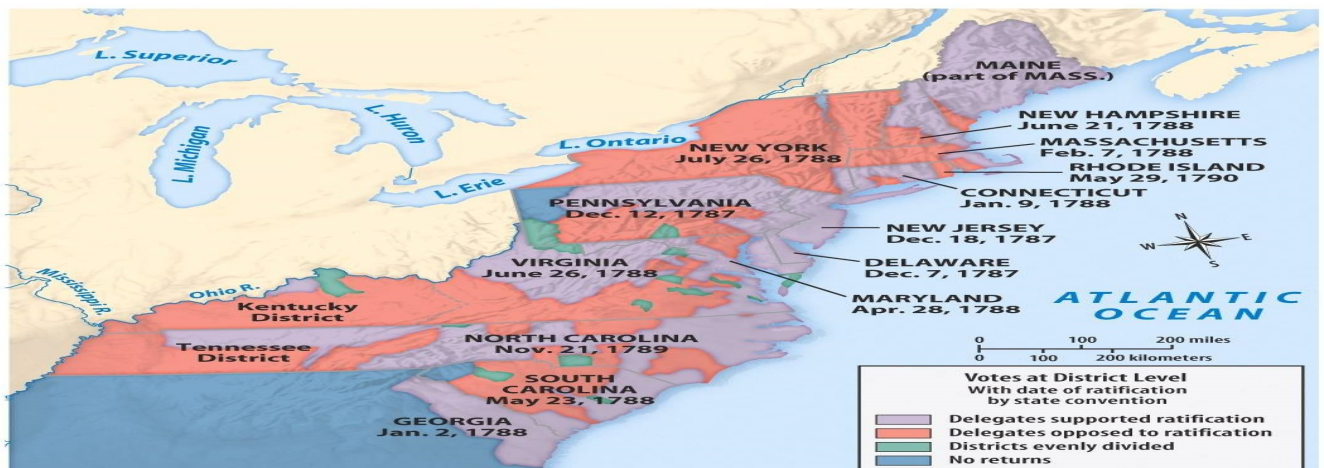 L. Superior
L. Michigan
L. Huron
L. Ontario
L. Erie
MAINE
(part of MASS.)
NEW HAMPSHIRE
June 21, 1788
MASSACHUSETTS
Feb. 7, 1788
RHODE ISLAND
May 29, 1790
CONNECTICUT
Jan. 9, 1788
NEW YORK
July 26, 1788
PENNSYLVANIA
Dec. 12, 1787
NEW JERSEY
Dec. 18, 1787
DELAWARE
Dec. 7, 1787
MARYLAND
Apr. 28, 1788
VIRGINIA
June 26, 1788
Mississippi R.
Ohio R.
Kentucky
District
Tennessee
District
NORTH CAROLINA
Nov. 21, 1789
SOUTH
CAROLINA
May 23, 1788
GEORGIA
Jan. 2, 1788
N
W
E
S
ATLANTIC
OCEAN
0 100 200 miles
0 100 200 kilometers
Votes at District Level
With date of ratification
by state convention
Delegates supported ratification
Delegates opposed to ratification
Districts evenly divided
No returns